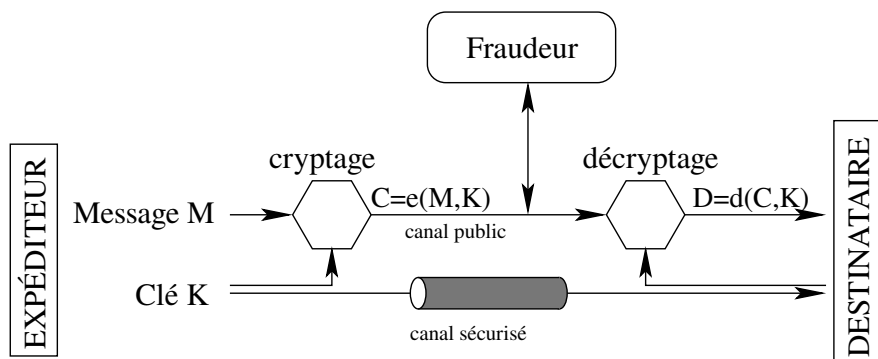 Fraudeur
EXPÉDITEUR
cryptage
décryptage
Message M
C=e(M,K)
D=d(C,K)
canal public
Clé K
canal sécurisé
DESTINATAIRE